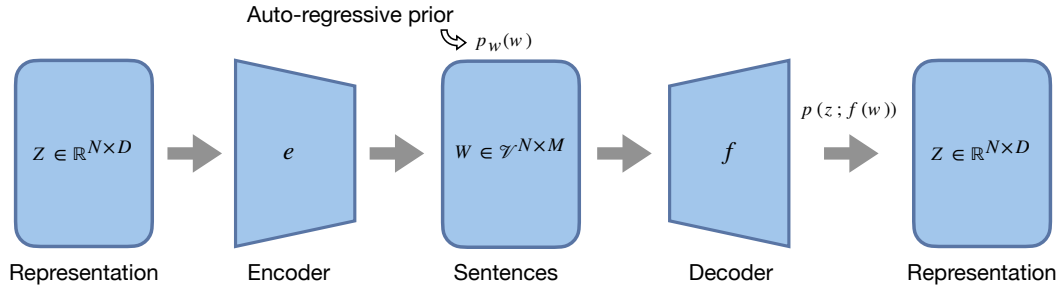 Auto-regressive prior
p_w(w)
p (z ; f (w))
Z ∈ ℝ^{N×D}
e
W ∈ 𝒱^{N×M}
f
Z ∈ ℝ^{N×D}
Representation
Encoder
Sentences
Decoder
Representation